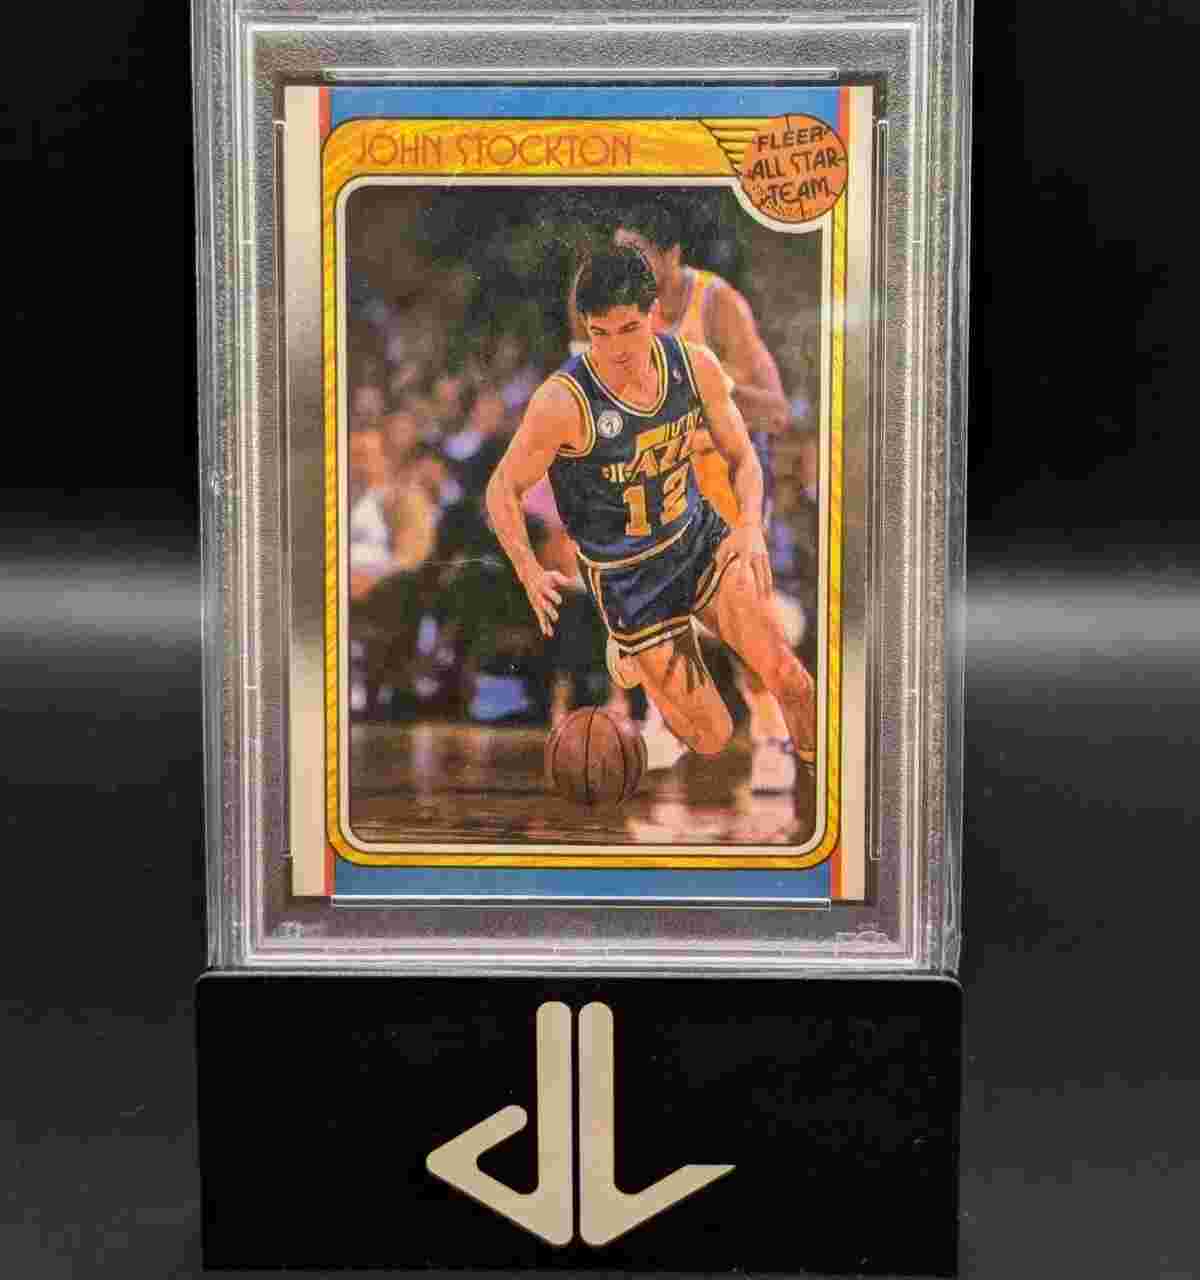 JOHN STOCKTON
FLEER
ALL STAR
TEAM
UTAH
JAZZ
12